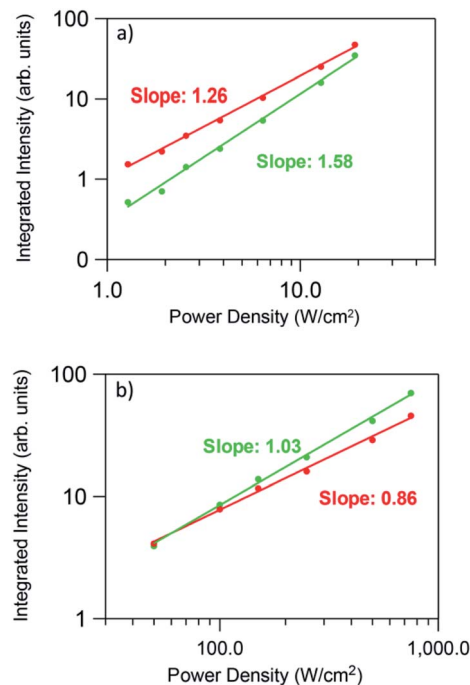 a)
100
10
1
0
Integrated Intensity (arb. units)
Slope: 1.26
Slope: 1.58
1.0
10.0
Power Density (W/cm²)
b)
100
10
1
Integrated Intensity (arb. units)
Slope: 1.03
Slope: 0.86
100.0
1,000.0
Power Density (W/cm²)